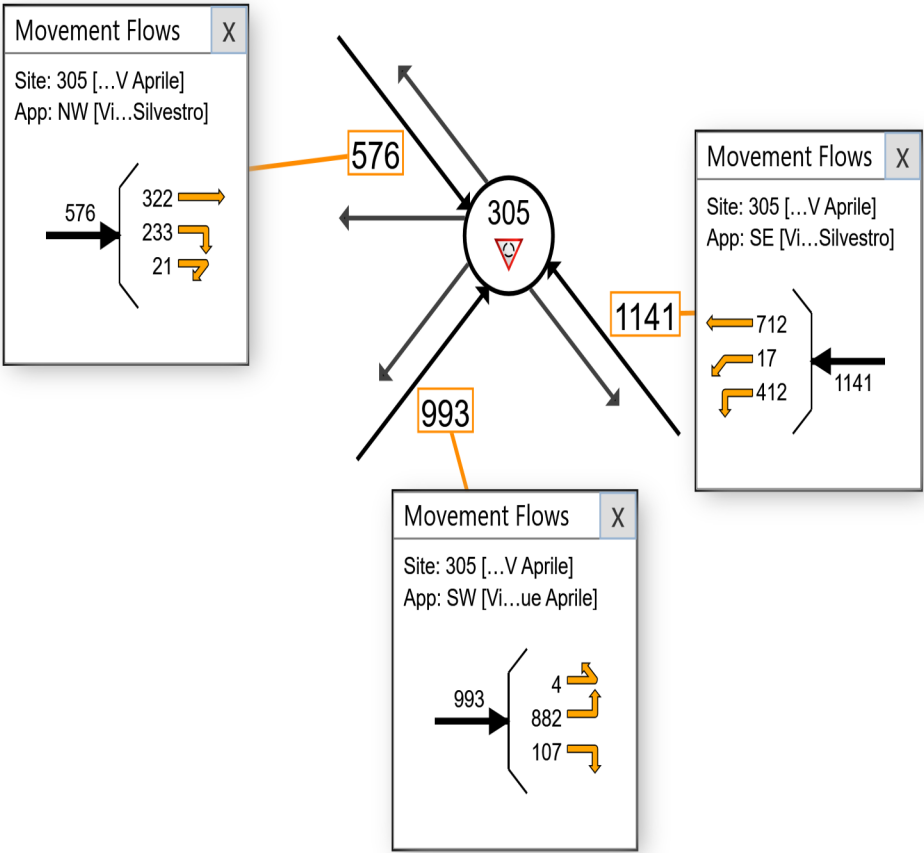 Movement Flows X
Site: 305 [...V Aprile]
App: NW [Vi...Silvestro]
576
322
233
21
576
305
Movement Flows X
Site: 305 [...V Aprile]
App: SE [Vi...Silvestro]
712
17
412
1141
1141
993
Movement Flows X
Site: 305 [...V Aprile]
App: SW [Vi...ue Aprile]
993
4
882
107